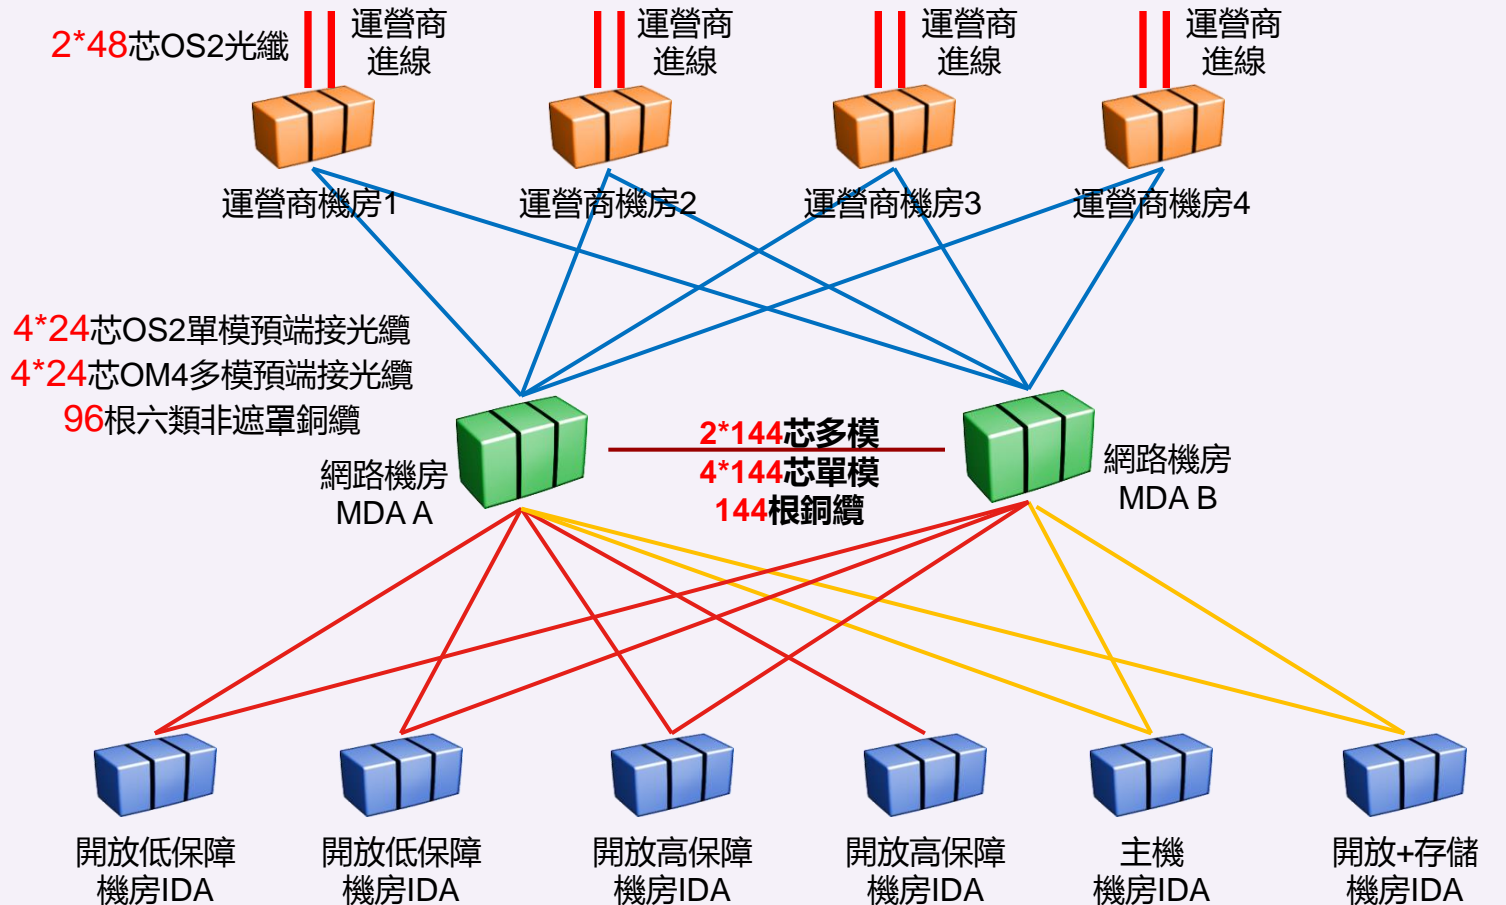 2*48芯OS2光纖
運營商
進線
運營商
進線
運營商
進線
運營商
進線
運營商機房1
運營商機房2
運營商機房3
運營商機房4
4*24芯OS2單模預端接光纜
4*24芯OM4多模預端接光纜
96根六類非遮罩銅纜
網路機房
MDA A
2*144芯多模
4*144芯單模
144根銅纜
網路機房
MDA B
開放低保障
機房IDA
開放低保障
機房IDA
開放高保障
機房IDA
開放高保障
機房IDA
主機
機房IDA
開放+存儲
機房IDA